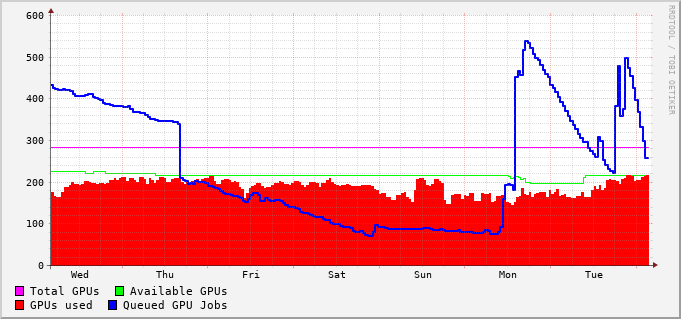 600
500
400
300
200
100
0
Wed Thu Fri Sat Sun Mon Tue
Total GPUs Available GPUs
GPUs used Queued GPU Jobs
RRDTOOL / TOBI OETIKER